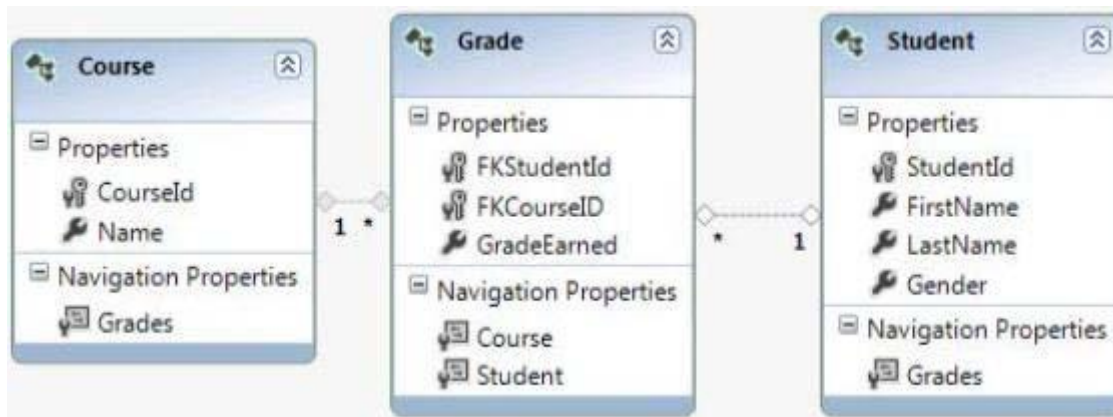 Course
Properties
CourseId
Name
Navigation Properties
Grades
1 *
Grade
Properties
FKStudentId
FKCourseID
GradeEarned
Navigation Properties
Course
Student
* 1
Student
Properties
StudentId
FirstName
LastName
Gender
Navigation Properties
Grades